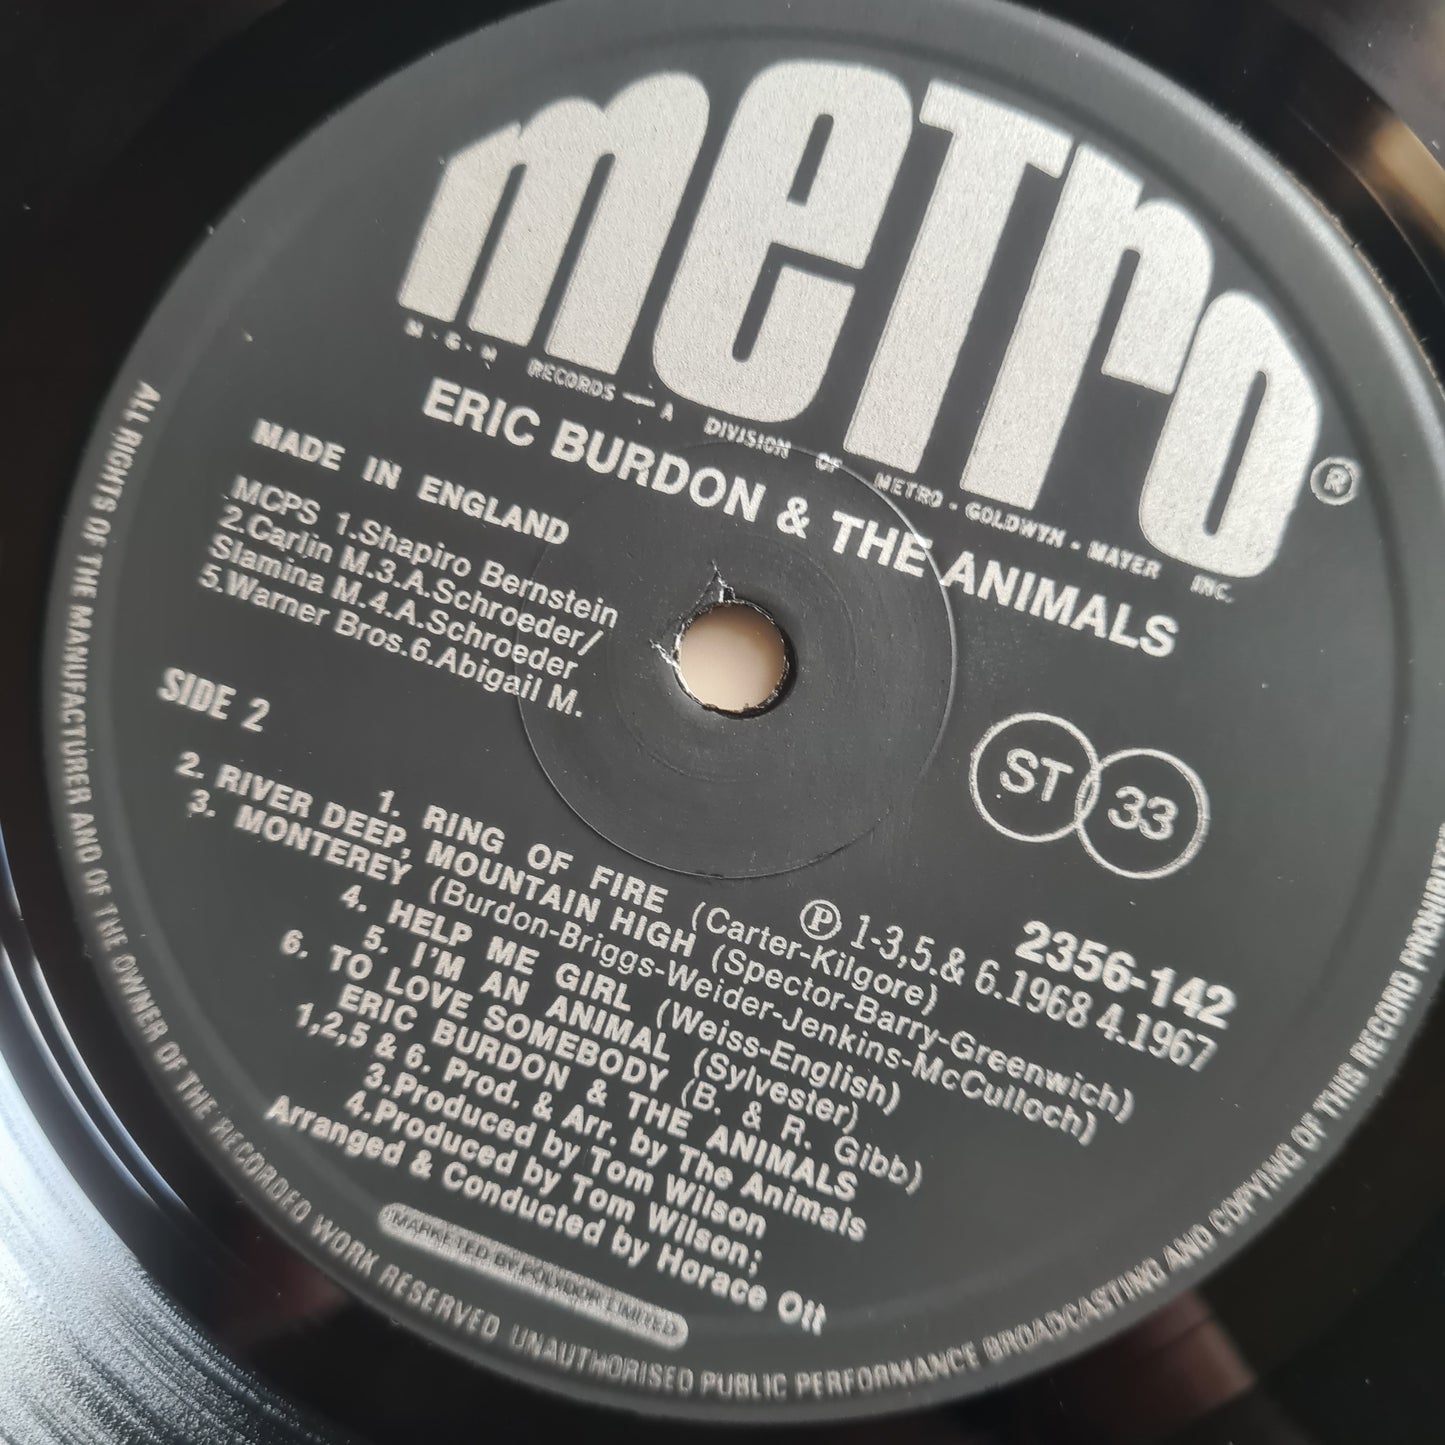 metro ®
M-G-M RECORDS — A DIVISION OF METRO-GOLDWYN-MAYER INC.
ERIC BURDON & THE ANIMALS
MADE IN ENGLAND
MCPS 1.Shapiro Bernstein
2.Carlin M.3.A.Schroeder/
Slamina M.4.A.Schroeder
5.Warner Bros.6.Abigail M.
SIDE 2
ST 33
2356-142
℗ 1-3,5.& 6.1968 4.1967
1. RING OF FIRE (Carter-Kilgore)
2. RIVER DEEP, MOUNTAIN HIGH (Spector-Barry-Greenwich)
3. MONTEREY (Burdon-Briggs-Weider-Jenkins-McCulloch)
4. HELP ME GIRL (Weiss-English)
5. I'M AN ANIMAL (Sylvester)
6. TO LOVE SOMEBODY (B. & R. Gibb)
ERIC BURDON & THE ANIMALS
1,2,5 & 6. Prod. & Arr. by The Animals
3.Produced by Tom Wilson
4.Produced by Tom Wilson;
Arranged & Conducted by Horace Ott
MARKETED BY POLYDOR LIMITED
ALL RIGHTS OF THE MANUFACTURER AND OF THE OWNER OF THE RECORDED WORK RESERVED UNAUTHORISED PUBLIC PERFORMANCE BROADCASTING AND COPYING OF THIS RECORD PROHIBITED